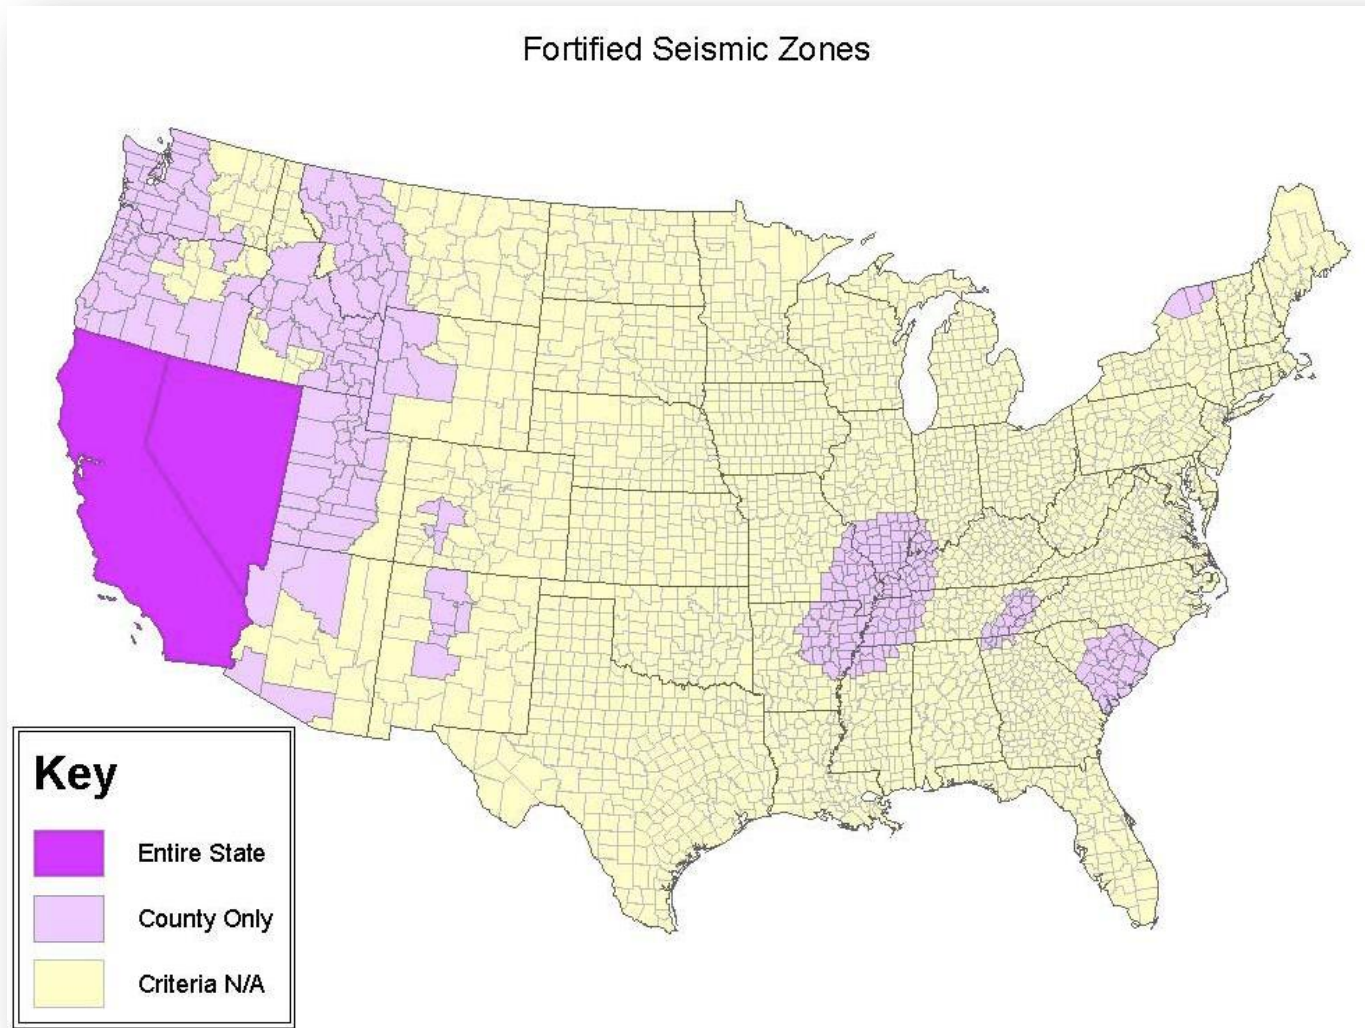 Fortified Seismic Zones
Key
Entire State
County Only
Criteria N/A